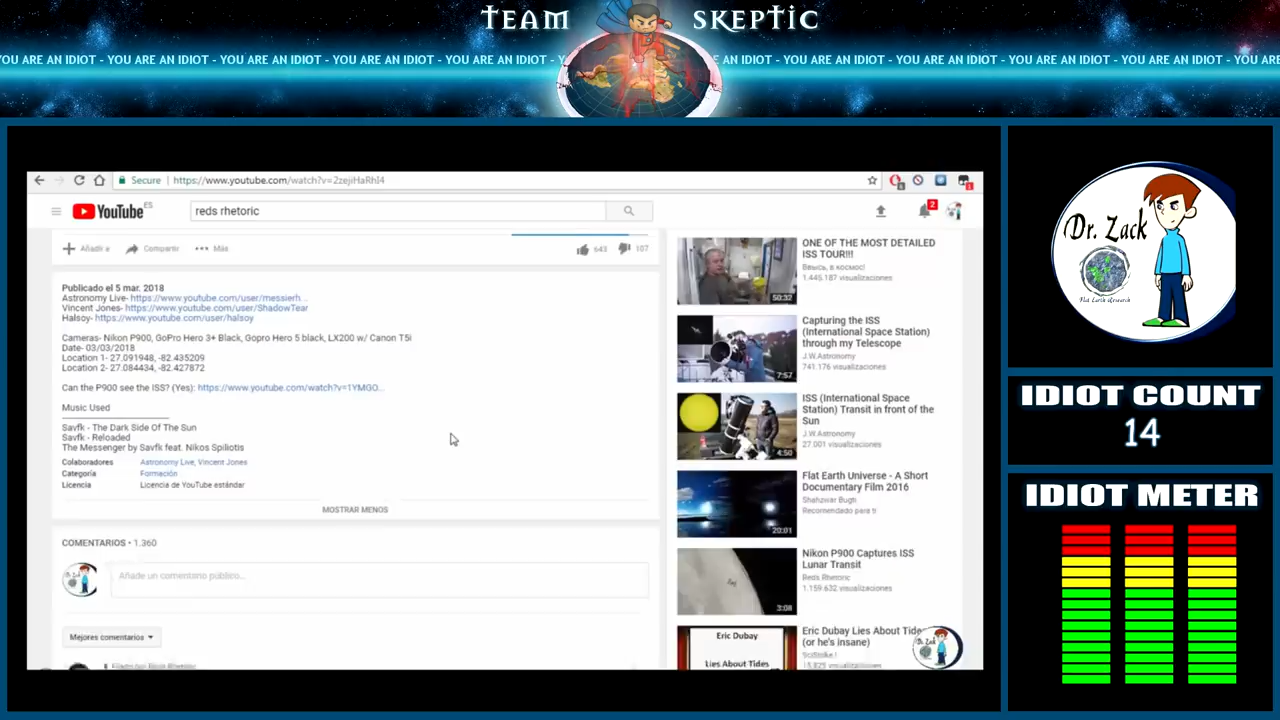 TEAM SKEPTIC
YOU ARE AN IDIOT - YOU ARE AN IDIOT - YOU ARE AN IDIOT - YOU ARE AN IDIOT - YOU ARE AN IDIOT -
AN IDIOT - YOU ARE AN IDIOT - YOU ARE AN IDIOT - YOU ARE AN IDIOT - YOU ARE AN IDIOT - YOU ARE
Secure
https://www.youtube.com/watch?v=2zejiHaRhI4
YouTube ES
reds rhetoric
2
Añadir a
Compartir
Más
643
107
Publicado el 5 mar. 2018
Astronomy Live- https://www.youtube.com/user/messierh...
Vincent Jones- https://www.youtube.com/user/ShadowTear
Halsoy- https://www.youtube.com/user/halsoy
Cameras- Nikon P900, GoPro Hero 3+ Black, Gopro Hero 5 black, LX200 w/ Canon T5i
Date- 03/03/2018
Location 1- 27.091948, -82.435209
Location 2- 27.084434, -82.427872
Can the P900 see the ISS? (Yes): https://www.youtube.com/watch?v=1YMGO...
Music Used
Savfk - The Dark Side Of The Sun
Savfk - Reloaded
The Messenger by Savfk feat. Nikos Spiliotis
Colaboradores Astronomy Live, Vincent Jones
Categoría Formación
Licencia Licencia de YouTube estándar
MOSTRAR MENOS
COMENTARIOS • 1.360
Añade un comentario público...
Mejores comentarios
ONE OF THE MOST DETAILED
ISS TOUR!!!
Ввысь, в космос!
1.445.187 visualizaciones
50:32
Capturing the ISS
(International Space Station)
through my Telescope
J.W.Astronomy
741.176 visualizaciones
7:57
ISS (International Space
Station) Transit in front of the
Sun
J.W.Astronomy
27.001 visualizaciones
4:50
Flat Earth Universe - A Short
Documentary Film 2016
Shahzwar Bugti
Recomendado para ti
20:01
Nikon P900 Captures ISS
Lunar Transit
Reds Rhetoric
1.159.632 visualizaciones
3:08
Eric Dubay Lies About Tides
(or he's insane)
SciStrike !
15.825 visualizaciones
Eric Dubay
Lies About Tides
Dr. Zack
Flat Earth Research
IDIOT COUNT
14
IDIOT METER